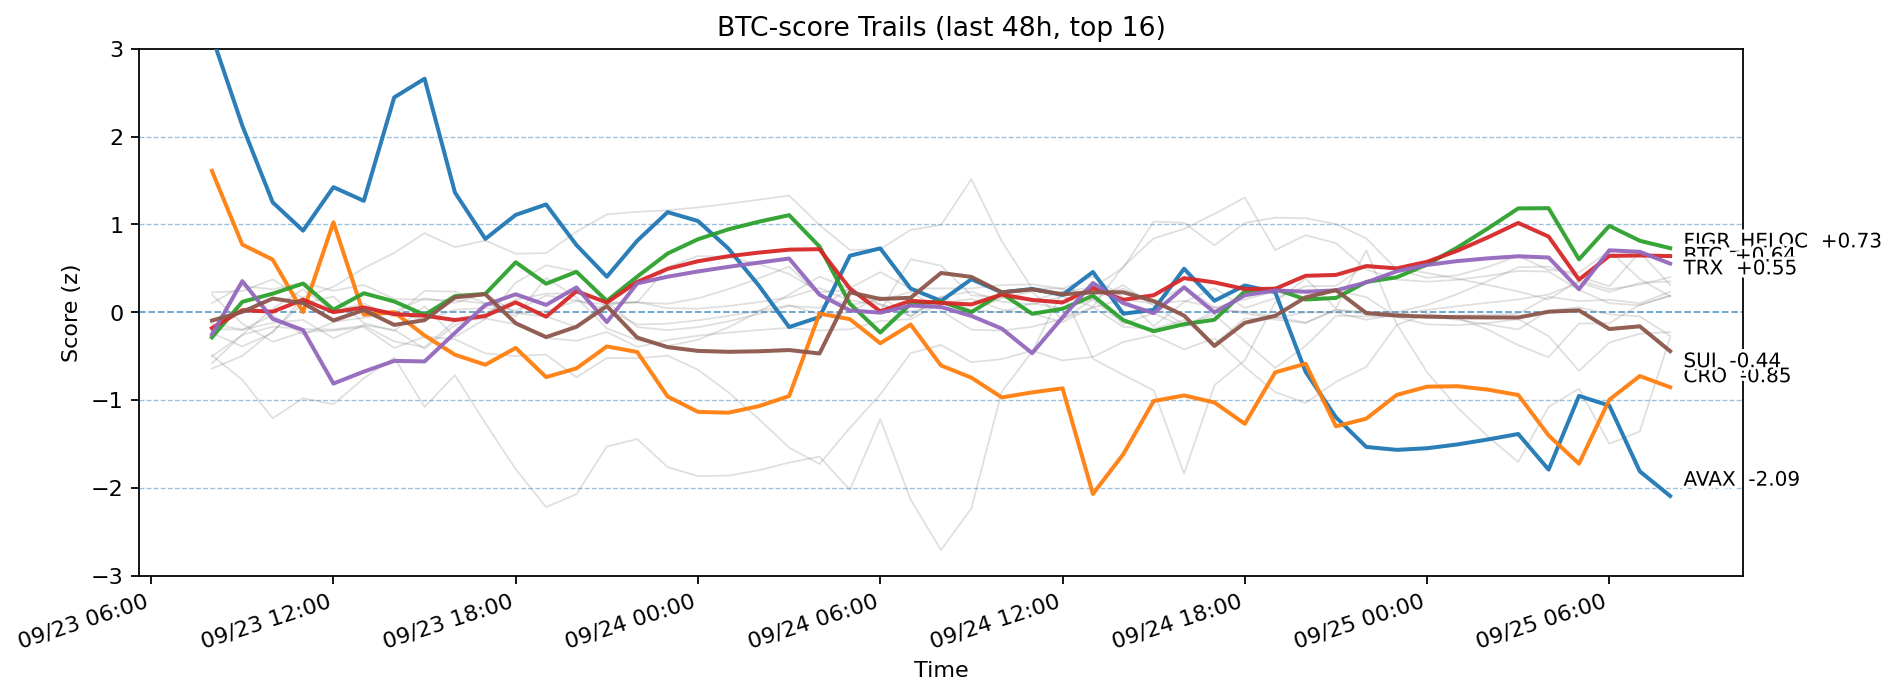 BTC-score Trails (last 48h, top 16)
Score (z)
3
2
1
0
−1
−2
−3
FIGR_HELOC +0.73
BTC +0.64
TRX +0.55
SUI -0.44
CRO -0.85
AVAX -2.09
09/23 06:00
09/23 12:00
09/23 18:00
09/24 00:00
09/24 06:00
09/24 12:00
09/24 18:00
09/25 00:00
09/25 06:00
Time